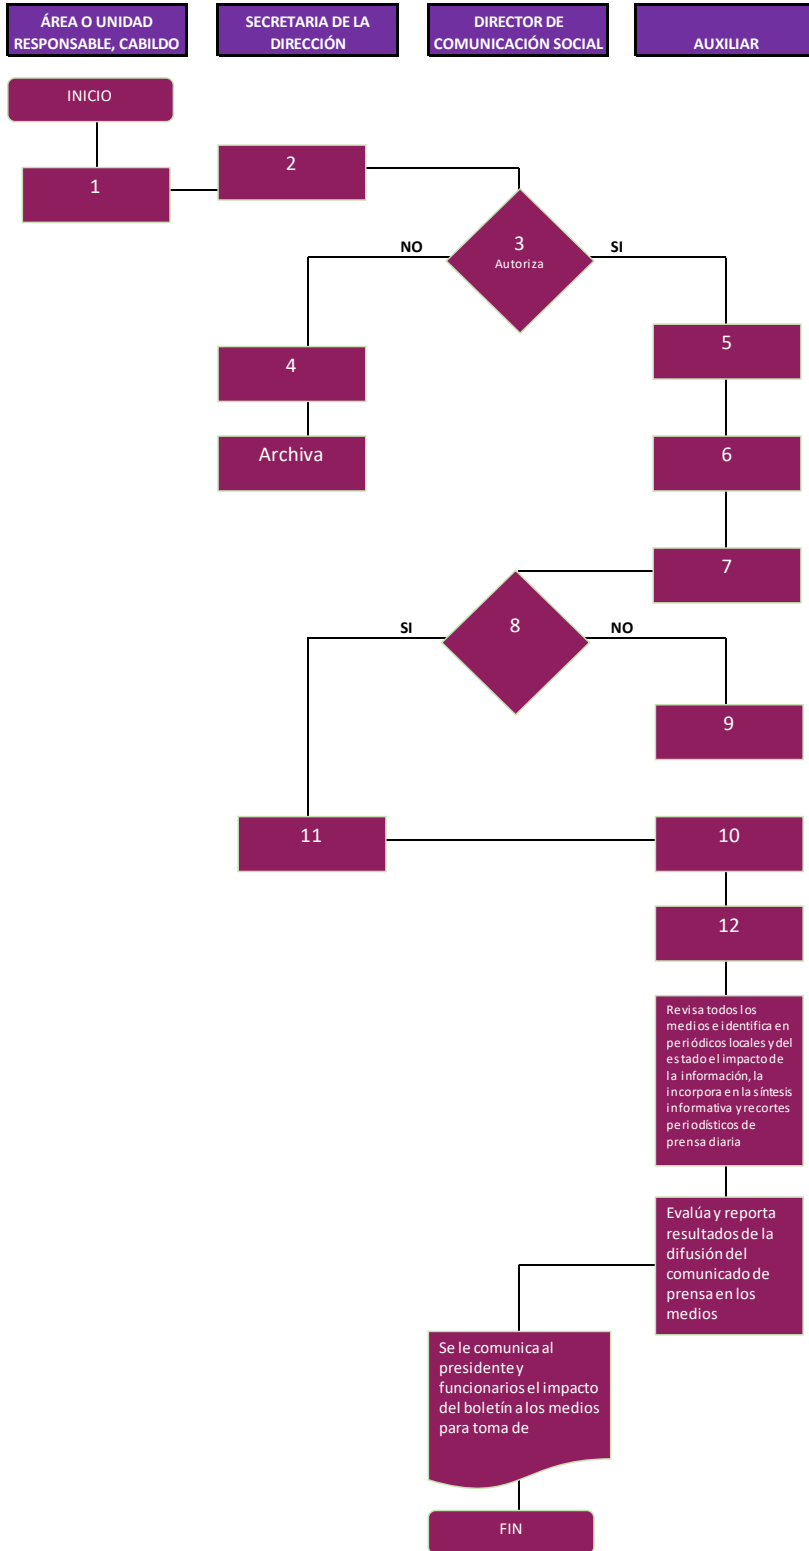 ÁREA O UNIDAD
RESPONSABLE, CABILDO
SECRETARIA DE LA
DIRECCIÓN
DIRECTOR DE
COMUNICACIÓN SOCIAL
AUXILIAR
INICIO
1
2
3
Autoriza
NO
SI
4
5
Archiva
6
7
8
SI
NO
9
11
10
12
Revisa todos los
medios e identifica en
periódicos locales y del
estado el impacto de
la información, la
incorpora en la síntesis
informativa y recortes
periodísticos de
prensa diaria
Evalúa y reporta
resultados de la
difusión del
comunicado de
prensa en los
medios
Se le comunica al
presidente y
funcionarios el impacto
del boletín a los medios
para toma de
FIN